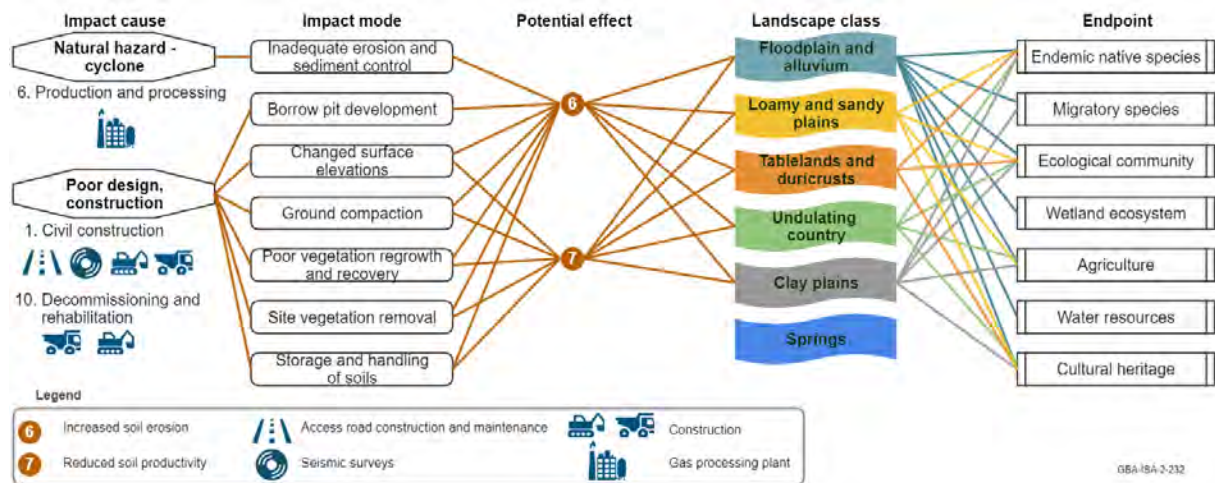 Impact cause
Impact mode
Potential effect
Landscape class
Endpoint
Natural hazard -
cyclone
6. Production and processing
Poor design,
construction
1. Civil construction
10. Decommissioning and
rehabilitation
Inadequate erosion and
sediment control
Borrow pit development
Changed surface
elevations
Ground compaction
Poor vegetation regrowth
and recovery
Site vegetation removal
Storage and handling
of soils
6
7
Floodplain and
alluvium
Loamy and sandy
plains
Tablelands and
duricrusts
Undulating
country
Clay plains
Springs
Endemic native species
Migratory species
Ecological community
Wetland ecosystem
Agriculture
Water resources
Cultural heritage
Legend
6 Increased soil erosion
Access road construction and maintenance
Construction
7 Reduced soil productivity
Seismic surveys
Gas processing plant
GBA-ISA-2-232